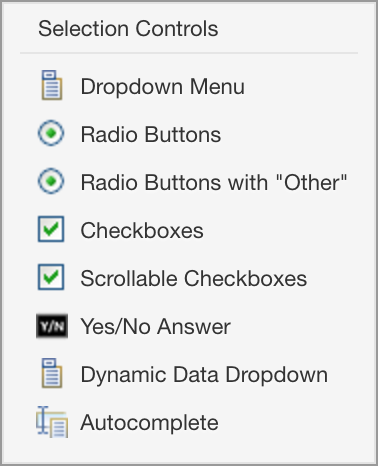 Selection Controls
Dropdown Menu
Radio Buttons
Radio Buttons with "Other"
Checkboxes
Scrollable Checkboxes
Y/N Yes/No Answer
Dynamic Data Dropdown
Autocomplete